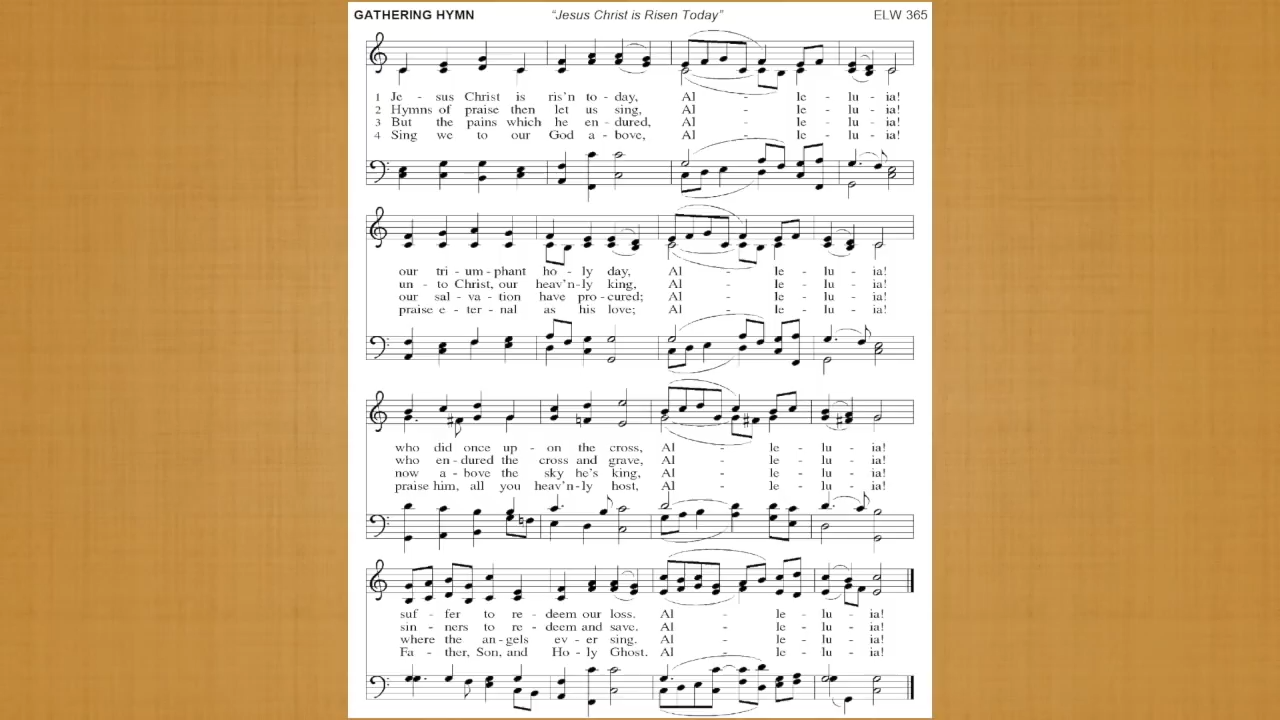 GATHERING HYMN "Jesus Christ is Risen Today" ELW 365
1 Je - sus Christ is ris'n to - day, Al - le - lu - ia!
2 Hymns of praise then let us sing, Al - le - lu - ia!
3 But the pains which he en - dured, Al - le - lu - ia!
4 Sing we to our God a - bove, Al - le - lu - ia!
our tri - um - phant ho - ly day, Al - le - lu - ia!
un - to Christ, our heav'n - ly king, Al - le - lu - ia!
our sal - va - tion have pro - cured; Al - le - lu - ia!
praise e - ter - nal as his love; Al - le - lu - ia!
who did once up - on the cross, Al - le - lu - ia!
who en - dured the cross and grave, Al - le - lu - ia!
now a - bove the sky he's king, Al - le - lu - ia!
praise him, all you heav'n - ly host, Al - le - lu - ia!
suf - fer to re - deem our loss. Al - le - lu - ia!
sin - ners to re - deem and save. Al - le - lu - ia!
where the an - gels ev - er sing. Al - le - lu - ia!
Fa - ther, Son, and Ho - ly Ghost. Al - le - lu - ia!